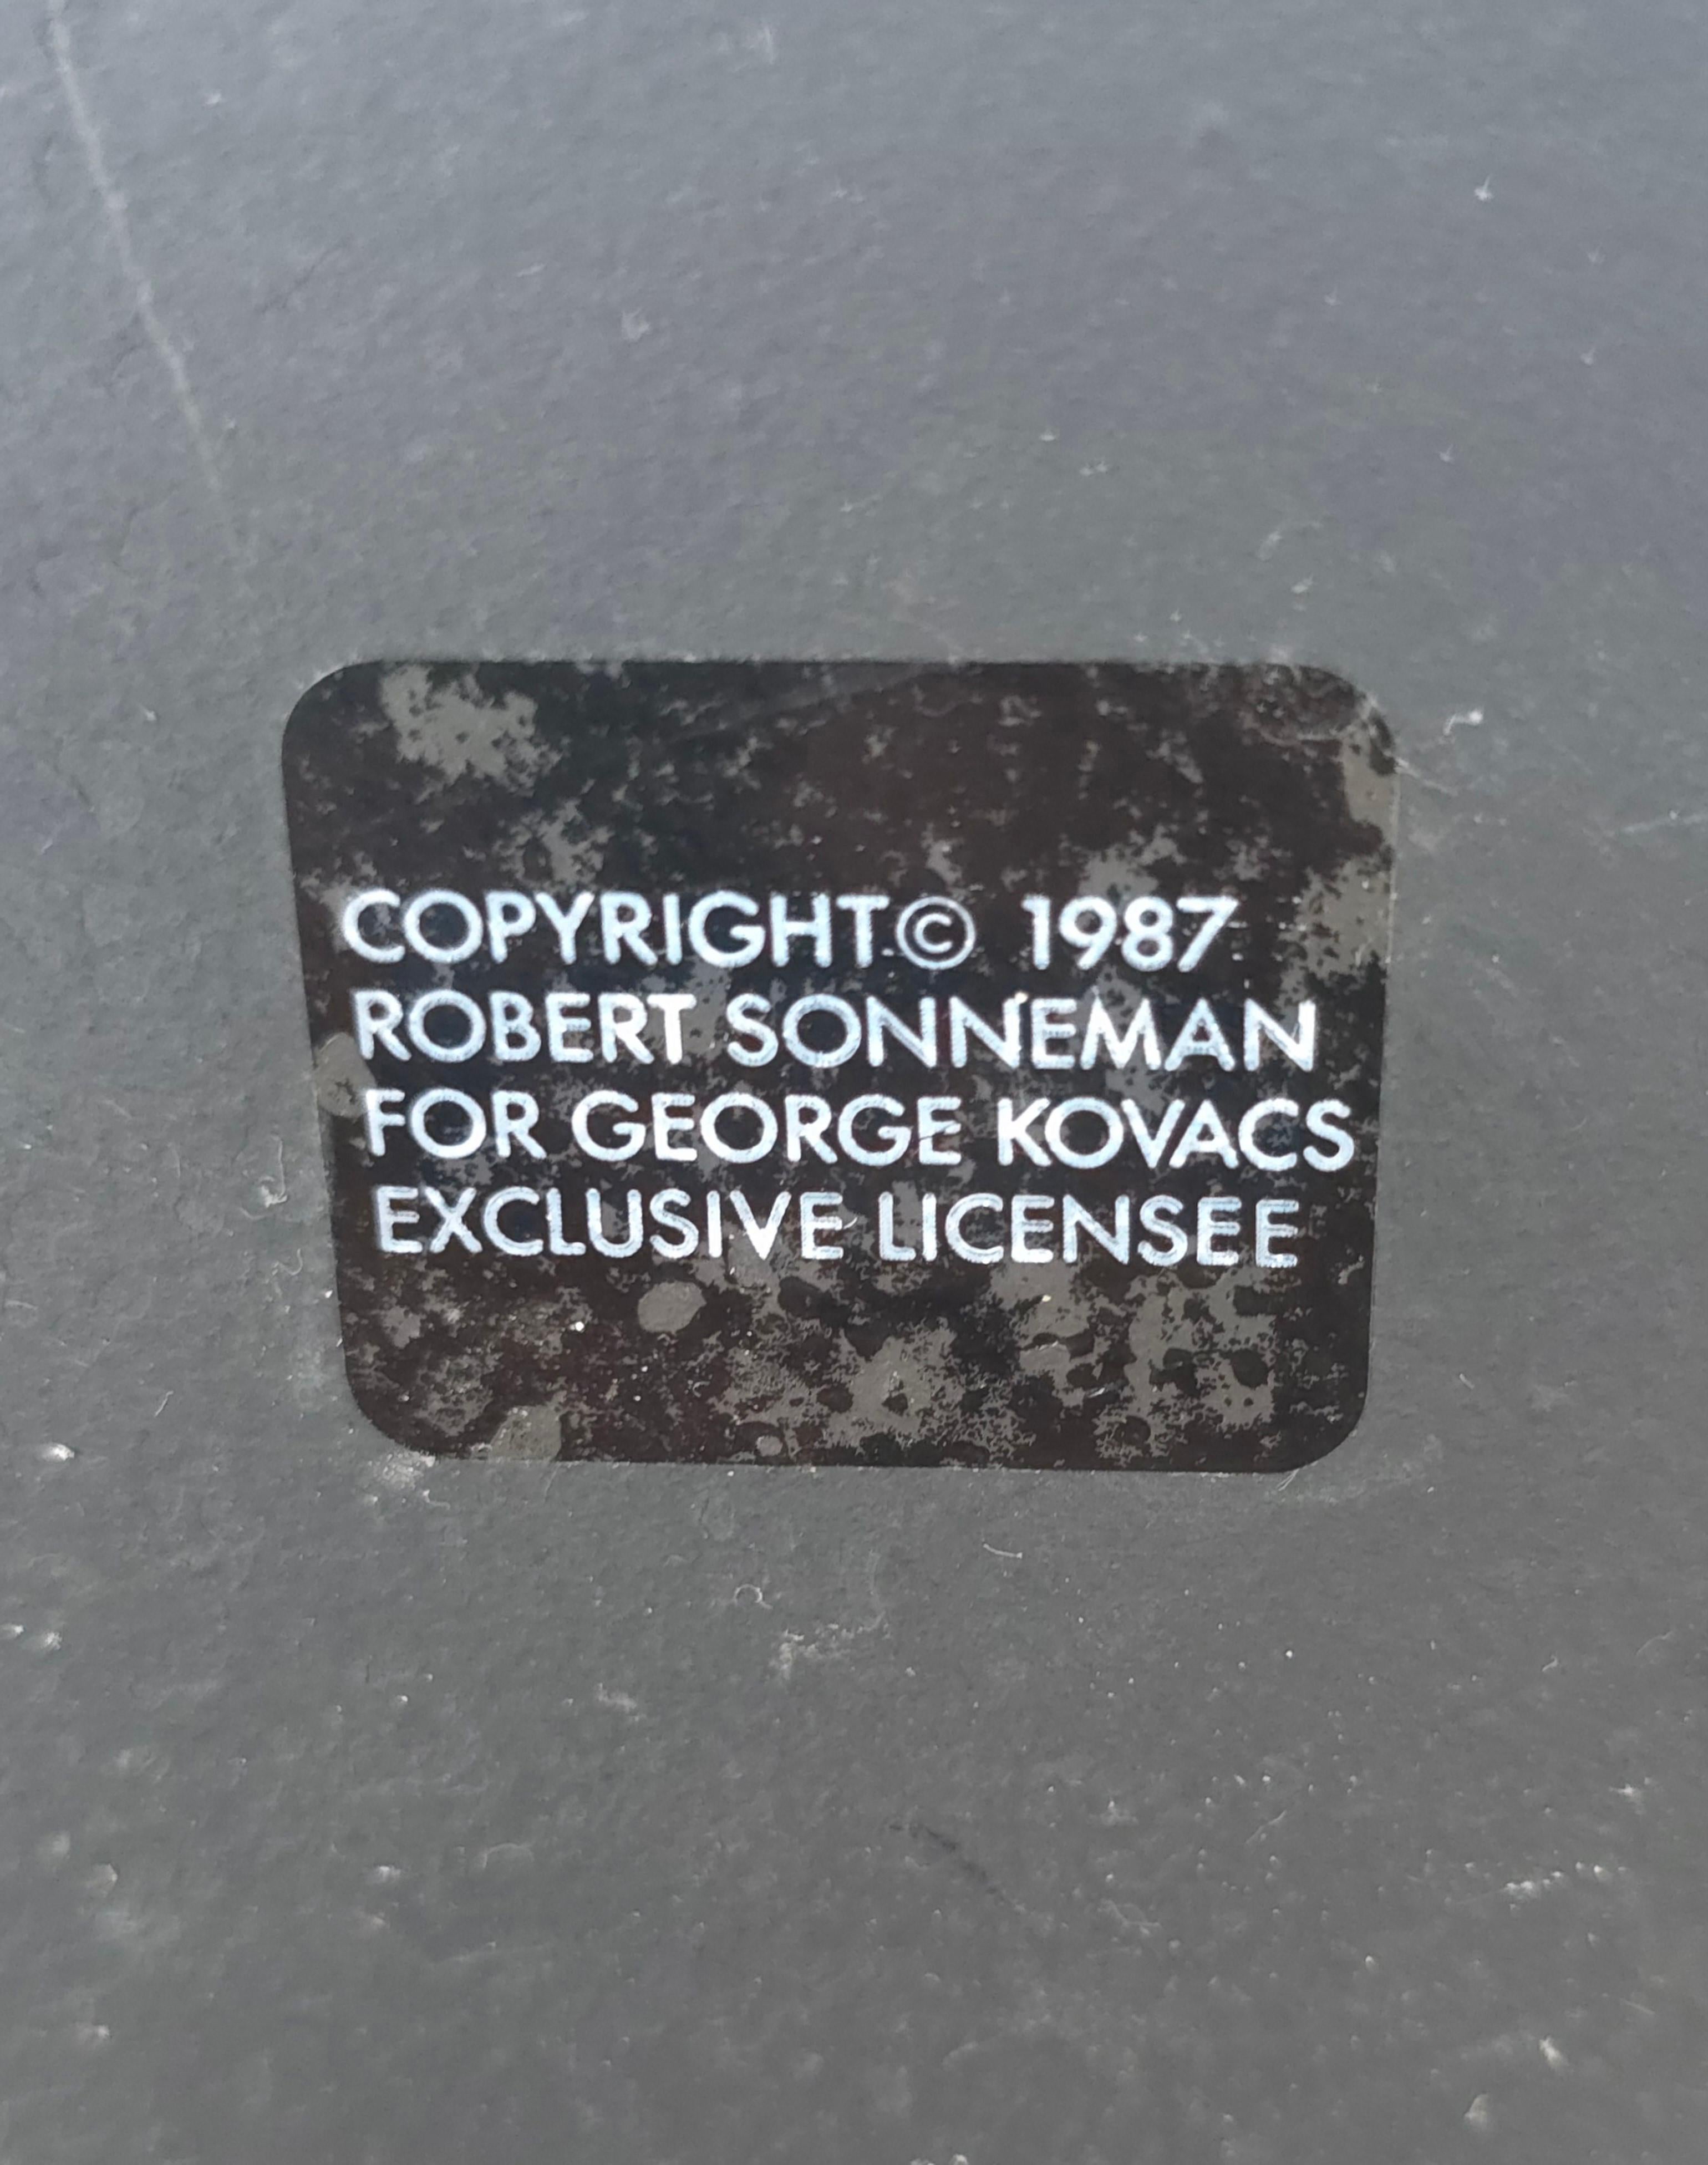 COPYRIGHT© 1987
ROBERT SONNEMAN
FOR GEORGE KOVACS
EXCLUSIVE LICENSEE